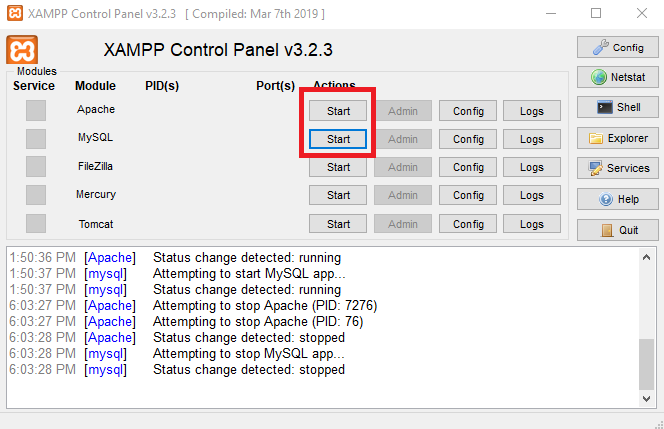 XAMPP Control Panel v3.2.3   [ Compiled: Mar 7th 2019 ]
XAMPP Control Panel v3.2.3
Config
Modules
Service Module PID(s) Port(s) Actions
Netstat
Apache Start Admin Config Logs
Shell
MySQL Start Admin Config Logs
Explorer
FileZilla Start Admin Config Logs
Services
Mercury Start Admin Config Logs
Help
Tomcat Start Admin Config Logs
Quit
1:50:36 PM [Apache] Status change detected: running
1:50:37 PM [mysql] Attempting to start MySQL app...
1:50:37 PM [mysql] Status change detected: running
6:03:27 PM [Apache] Attempting to stop Apache (PID: 7276)
6:03:27 PM [Apache] Attempting to stop Apache (PID: 76)
6:03:28 PM [Apache] Status change detected: stopped
6:03:28 PM [mysql] Attempting to stop MySQL app...
6:03:28 PM [mysql] Status change detected: stopped